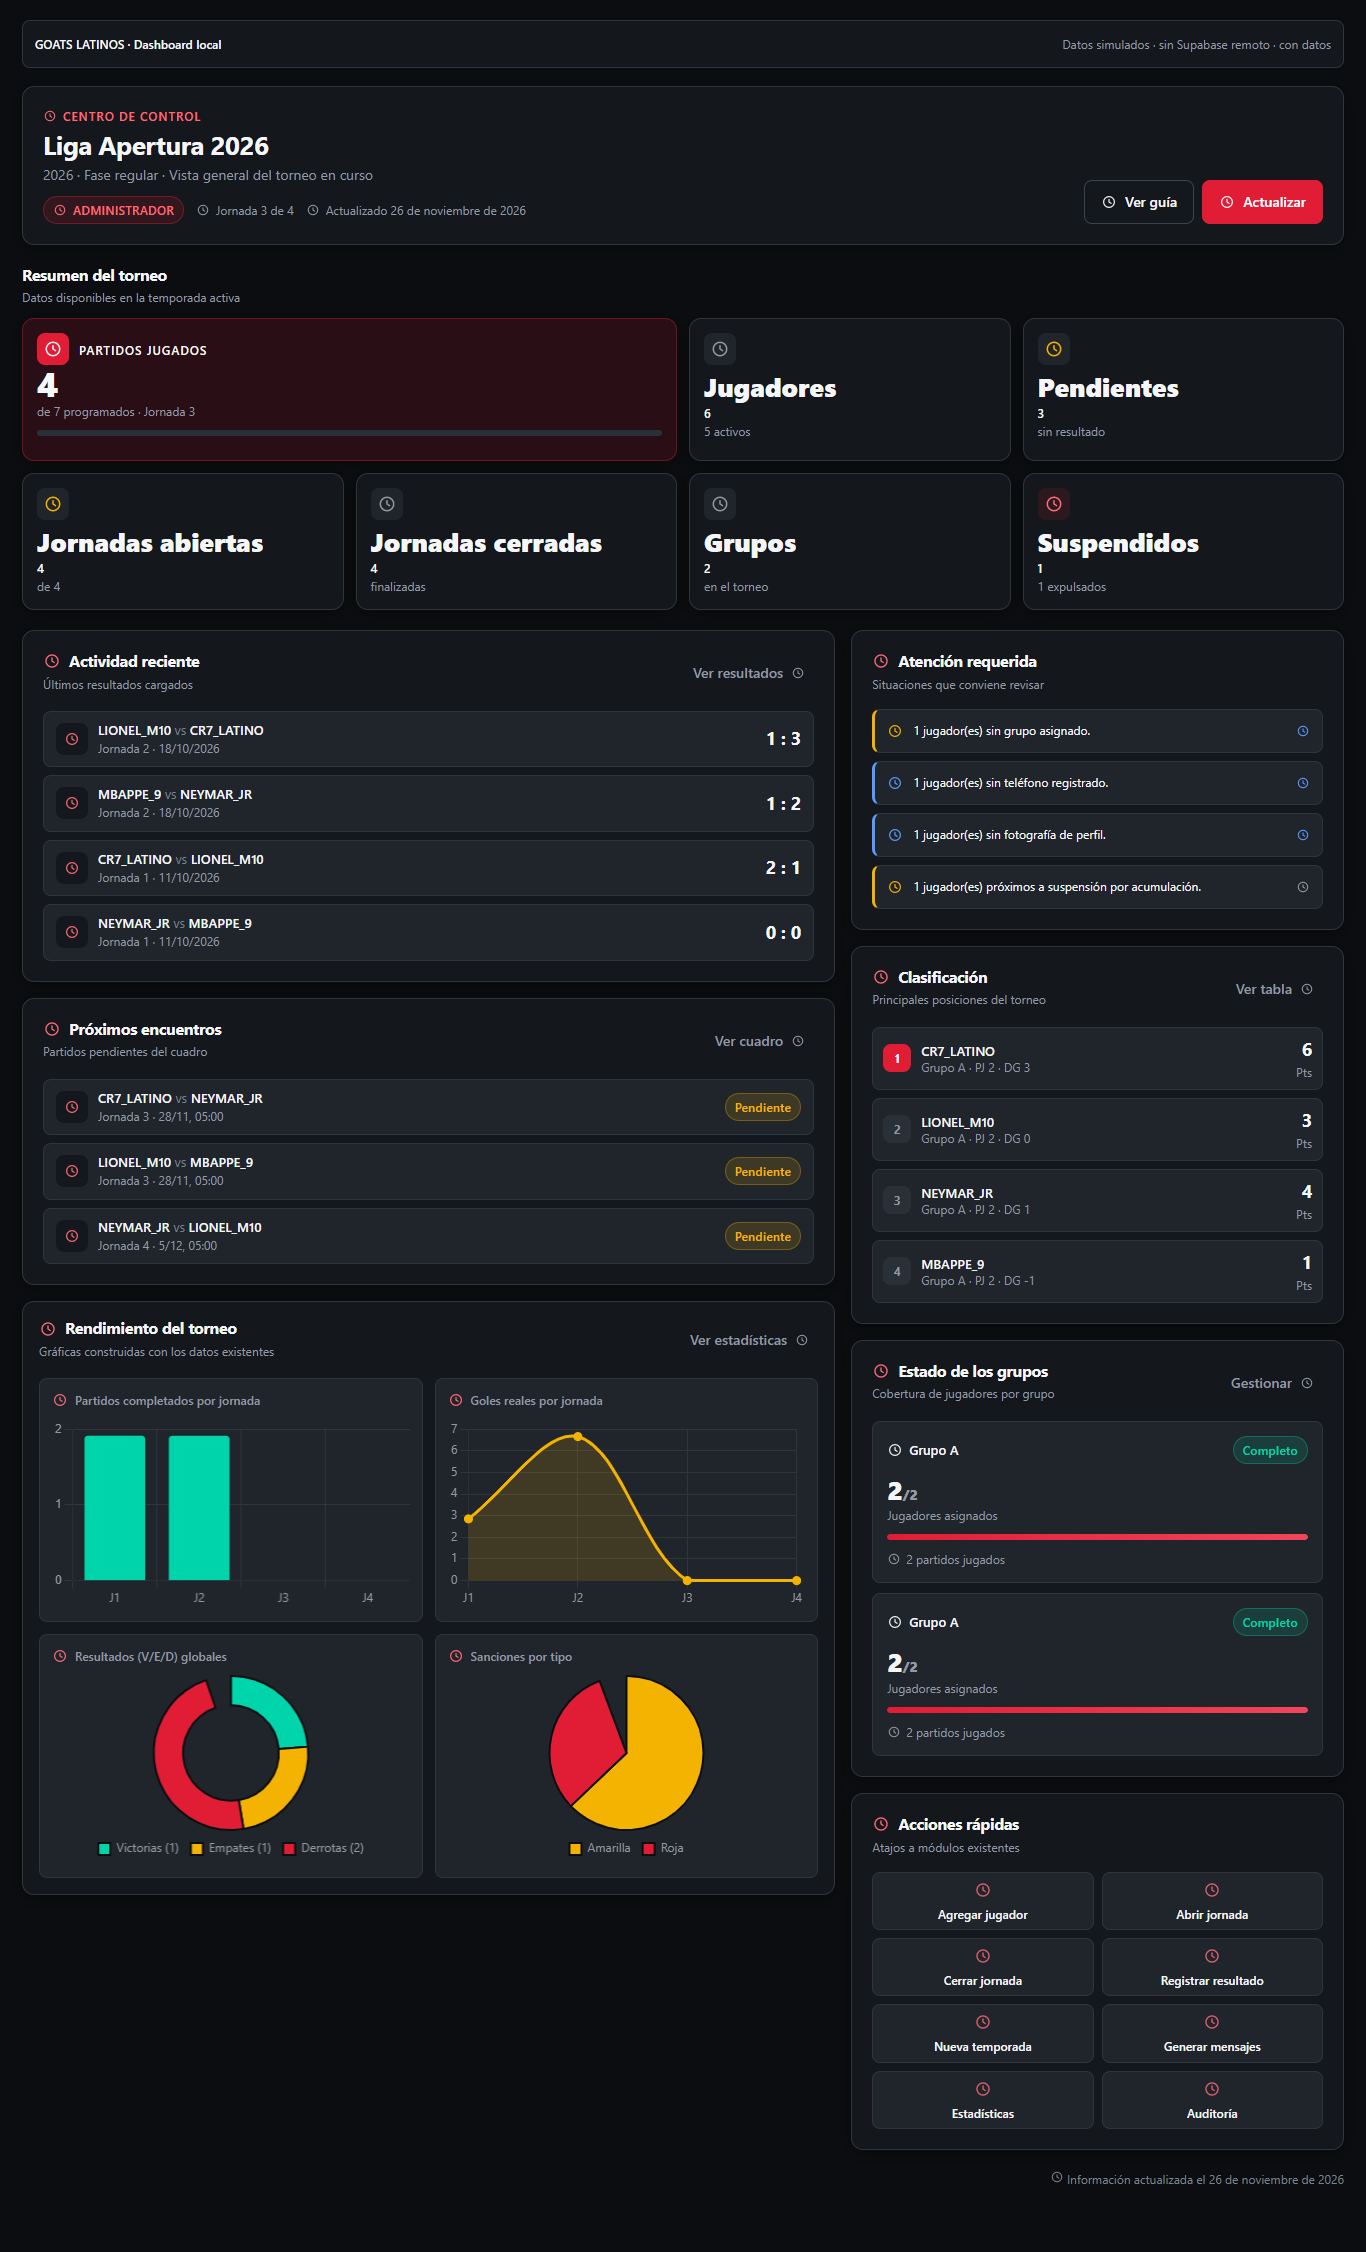 GOATS LATINOS · Dashboard local
Datos simulados · sin Supabase remoto · con datos
CENTRO DE CONTROL
Liga Apertura 2026
2026 · Fase regular · Vista general del torneo en curso
ADMINISTRADOR
Jornada 3 de 4
Actualizado 26 de noviembre de 2026
Ver guía
Actualizar
Resumen del torneo
Datos disponibles en la temporada activa
PARTIDOS JUGADOS
4
de 7 programados · Jornada 3
Jugadores
6
5 activos
Pendientes
3
sin resultado
Jornadas abiertas
4
de 4
Jornadas cerradas
4
finalizadas
Grupos
2
en el torneo
Suspendidos
1
1 expulsados
Actividad reciente
Últimos resultados cargados
Ver resultados
LIONEL_M10 vs CR7_LATINO
Jornada 2 · 18/10/2026
1 : 3
MBAPPE_9 vs NEYMAR_JR
Jornada 2 · 18/10/2026
1 : 2
CR7_LATINO vs LIONEL_M10
Jornada 1 · 11/10/2026
2 : 1
NEYMAR_JR vs MBAPPE_9
Jornada 1 · 11/10/2026
0 : 0
Próximos encuentros
Partidos pendientes del cuadro
Ver cuadro
CR7_LATINO vs NEYMAR_JR
Jornada 3 · 28/11, 05:00
Pendiente
LIONEL_M10 vs MBAPPE_9
Jornada 3 · 28/11, 05:00
Pendiente
NEYMAR_JR vs LIONEL_M10
Jornada 4 · 5/12, 05:00
Pendiente
Rendimiento del torneo
Gráficas construidas con los datos existentes
Ver estadísticas
Partidos completados por jornada
2
1
0
J1
J2
J3
J4
Goles reales por jornada
7
6
5
4
3
2
1
0
J1
J2
J3
J4
Resultados (V/E/D) globales
Victorias (1)
Empates (1)
Derrotas (2)
Sanciones por tipo
Amarilla
Roja
Atención requerida
Situaciones que conviene revisar
1 jugador(es) sin grupo asignado.
1 jugador(es) sin teléfono registrado.
1 jugador(es) sin fotografía de perfil.
1 jugador(es) próximos a suspensión por acumulación.
Clasificación
Principales posiciones del torneo
Ver tabla
1
CR7_LATINO
Grupo A · PJ 2 · DG 3
6
Pts
2
LIONEL_M10
Grupo A · PJ 2 · DG 0
3
Pts
3
NEYMAR_JR
Grupo A · PJ 2 · DG 1
4
Pts
4
MBAPPE_9
Grupo A · PJ 2 · DG -1
1
Pts
Estado de los grupos
Cobertura de jugadores por grupo
Gestionar
Grupo A
Completo
2/2
Jugadores asignados
2 partidos jugados
Grupo A
Completo
2/2
Jugadores asignados
2 partidos jugados
Acciones rápidas
Atajos a módulos existentes
Agregar jugador
Abrir jornada
Cerrar jornada
Registrar resultado
Nueva temporada
Generar mensajes
Estadísticas
Auditoría
Información actualizada el 26 de noviembre de 2026